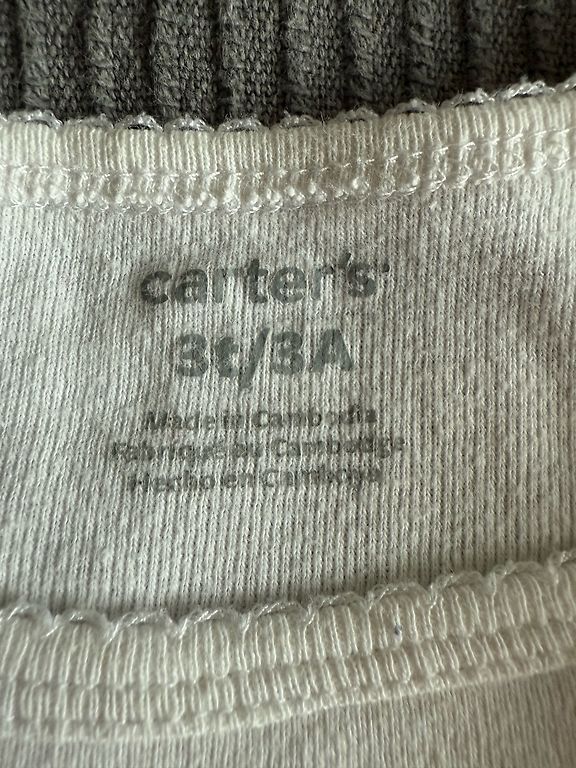 carter's
3t/3A
Made in Cambodia
Fabriqué au Cambodge
Hecho en Camboya